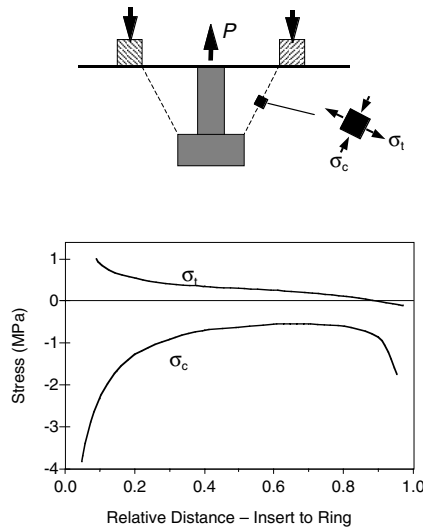 P
σt
σc
1
σt
0
-1
σc
-2
-3
-4
Stress (MPa)
0.0 0.2 0.4 0.6 0.8 1.0
Relative Distance – Insert to Ring